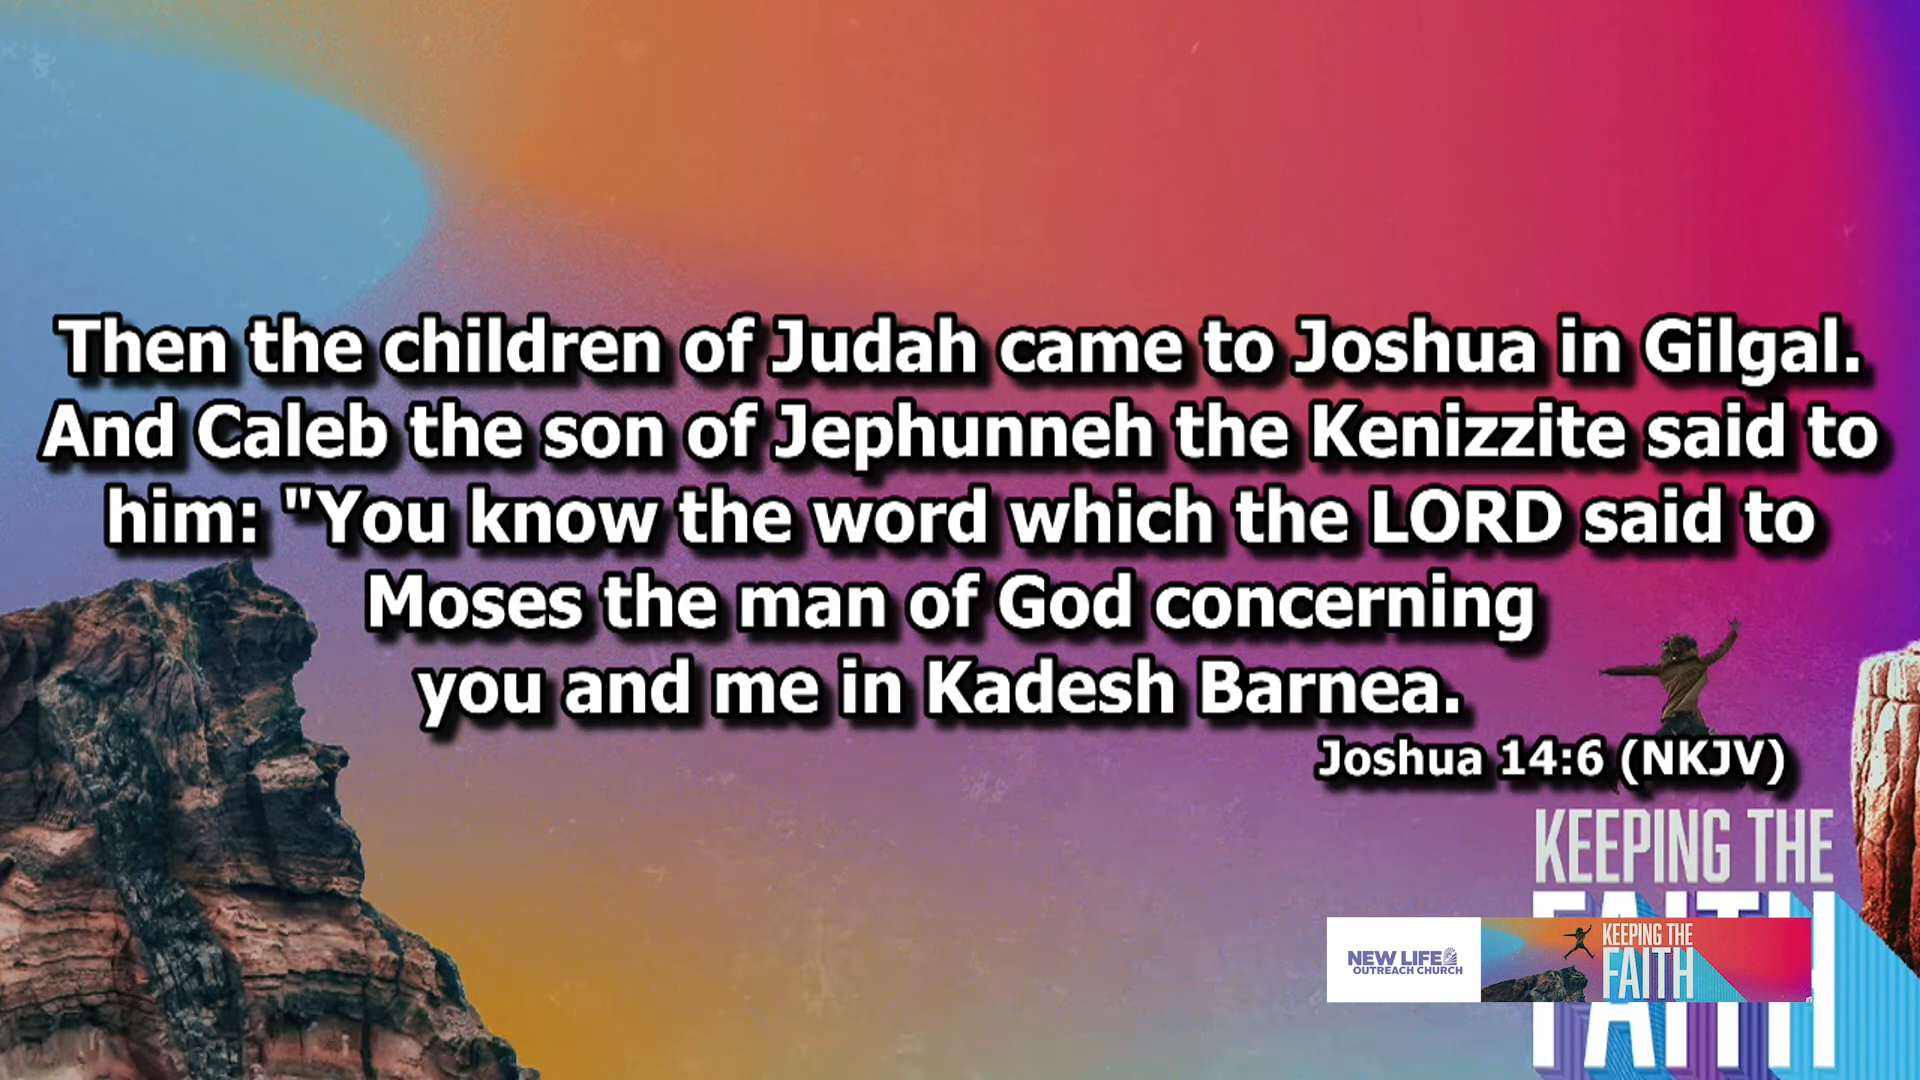 Then the children of Judah came to Joshua in Gilgal.
And Caleb the son of Jephunneh the Kenizzite said to
him: "You know the word which the LORD said to
Moses the man of God concerning
you and me in Kadesh Barnea.
Joshua 14:6 (NKJV)
KEEPING THE
FAITH
NEW LIFE
OUTREACH CHURCH
KEEPING THE
FAITH